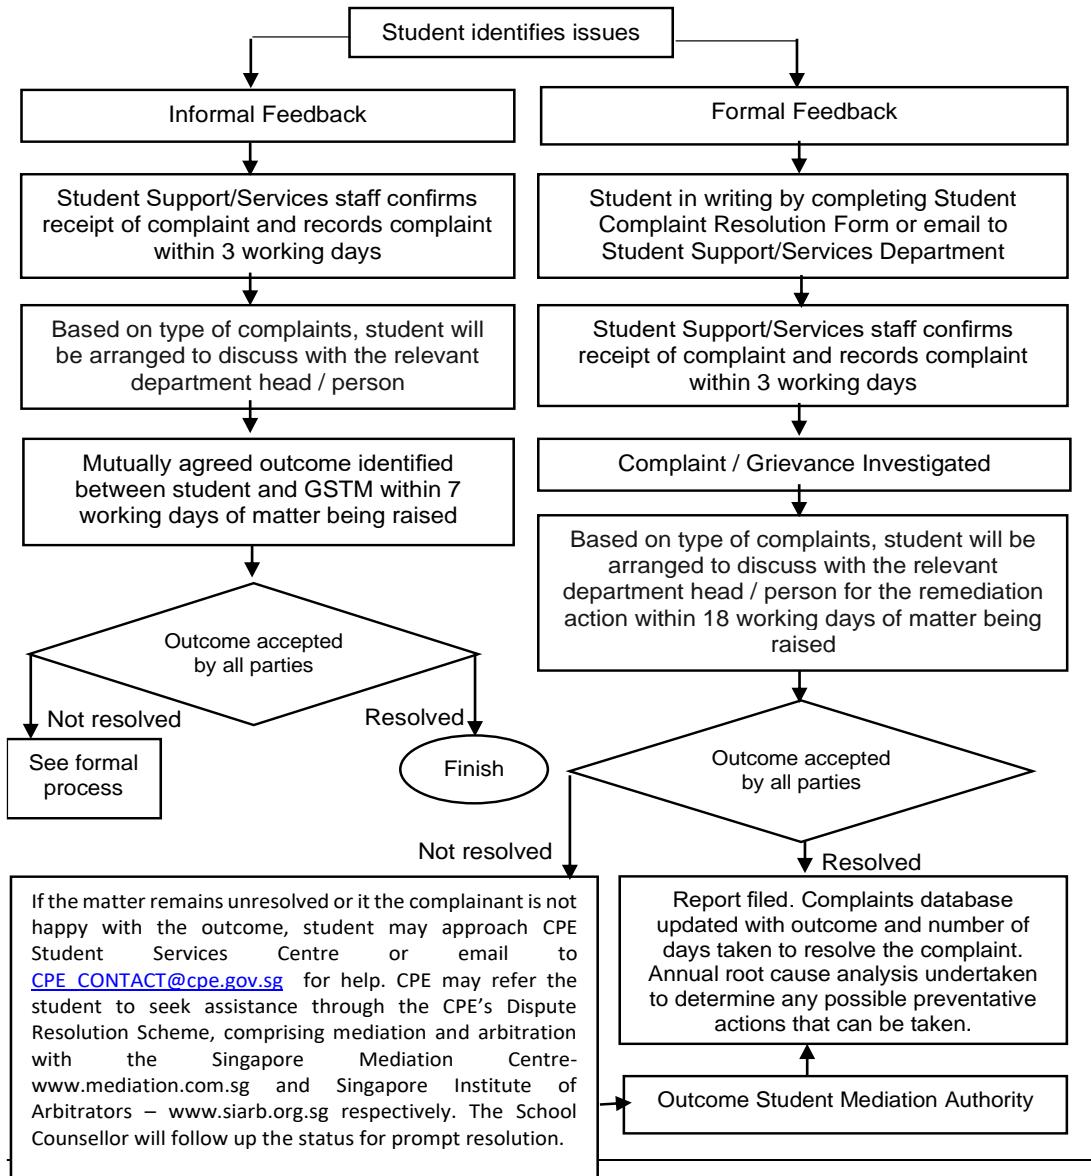 Student identifies issues
Informal Feedback
Student Support/Services staff confirms
receipt of complaint and records complaint
within 3 working days
Based on type of complaints, student will
be arranged to discuss with the relevant
department head / person
Mutually agreed outcome identified
between student and GSTM within 7
working days of matter being raised
Outcome accepted
by all parties
Not resolved
Resolved
See formal
process
Finish
Formal Feedback
Student in writing by completing Student
Complaint Resolution Form or email to
Student Support/Services Department
Student Support/Services staff confirms
receipt of complaint and records complaint
within 3 working days
Complaint / Grievance Investigated
Based on type of complaints, student will be
arranged to discuss with the relevant
department head / person for the remediation
action within 18 working days of matter being
raised
Outcome accepted
by all parties
Not resolved
Resolved
If the matter remains unresolved or it the complainant is not
happy with the outcome, student may approach CPE
Student Services Centre or email to
CPE_CONTACT@cpe.gov.sg for help. CPE may refer the
student to seek assistance through the CPE's Dispute
Resolution Scheme, comprising mediation and arbitration
with the Singapore Mediation Centre-
www.mediation.com.sg and Singapore Institute of
Arbitrators – www.siarb.org.sg respectively. The School
Counsellor will follow up the status for prompt resolution.
Report filed. Complaints database
updated with outcome and number of
days taken to resolve the complaint.
Annual root cause analysis undertaken
to determine any possible preventative
actions that can be taken.
Outcome Student Mediation Authority